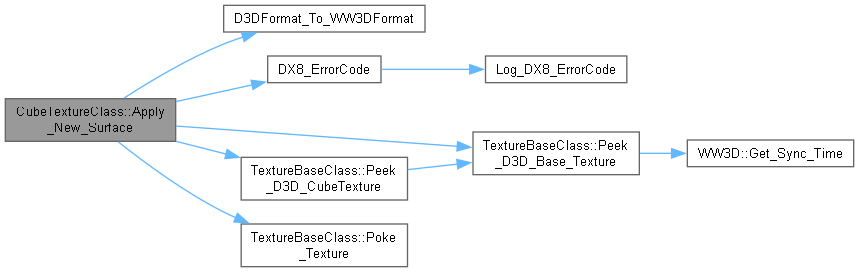 D3DFormat_To_WW3DFormat
DX8_ErrorCode
Log_DX8_ErrorCode
CubeTextureClass::Apply
_New_Surface
TextureBaseClass::Peek
_D3D_Base_Texture
WW3D::Get_Sync_Time
TextureBaseClass::Peek
_D3D_CubeTexture
TextureBaseClass::Poke
_Texture